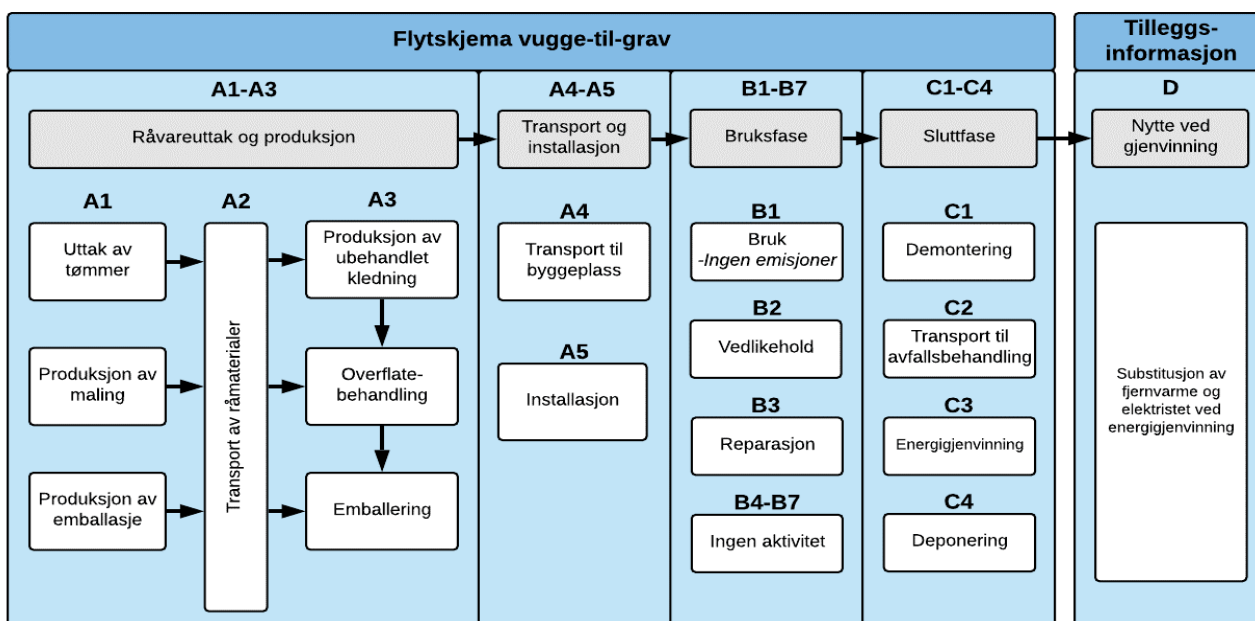 Flytskjema vugge-til-grav
Tilleggs-
informasjon
A1-A3
A4-A5
B1-B7
C1-C4
D
Råvareuttak og produksjon
Transport og
installasjon
Bruksfase
Sluttfase
Nytte ved
gjenvinning
A1
A2
A3
Uttak av
tømmer
Produksjon av
maling
Produksjon av
emballasje
Transport av råmaterialer
Produksjon av
ubehandlet
kledning
Overflate-
behandling
Emballering
A4
Transport til
byggeplass
A5
Installasjon
B1
Bruk
-Ingen emisjoner
B2
Vedlikehold
B3
Reparasjon
B4-B7
Ingen aktivitet
C1
Demontering
C2
Transport til
avfallsbehandling
C3
Energigjenvinning
C4
Deponering
Substitusjon av
fjernvarme og
elektristet ved
energigjenvinning